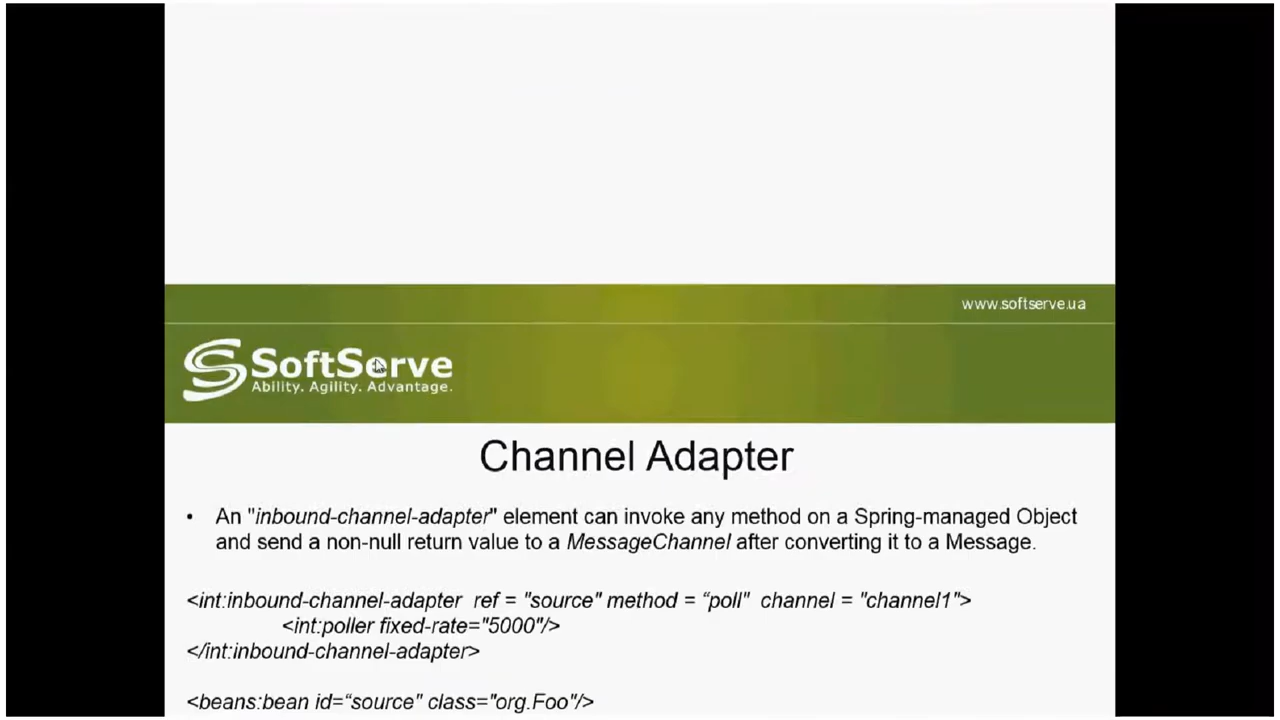 www.softserve.ua
SoftServe
Ability. Agility. Advantage.
Channel Adapter
• An "inbound-channel-adapter" element can invoke any method on a Spring-managed Object
and send a non-null return value to a MessageChannel after converting it to a Message.
<int:inbound-channel-adapter ref = "source" method = “poll" channel = "channel1">
<int:poller fixed-rate="5000"/>
</int:inbound-channel-adapter>
<beans:bean id=“source" class="org.Foo"/>